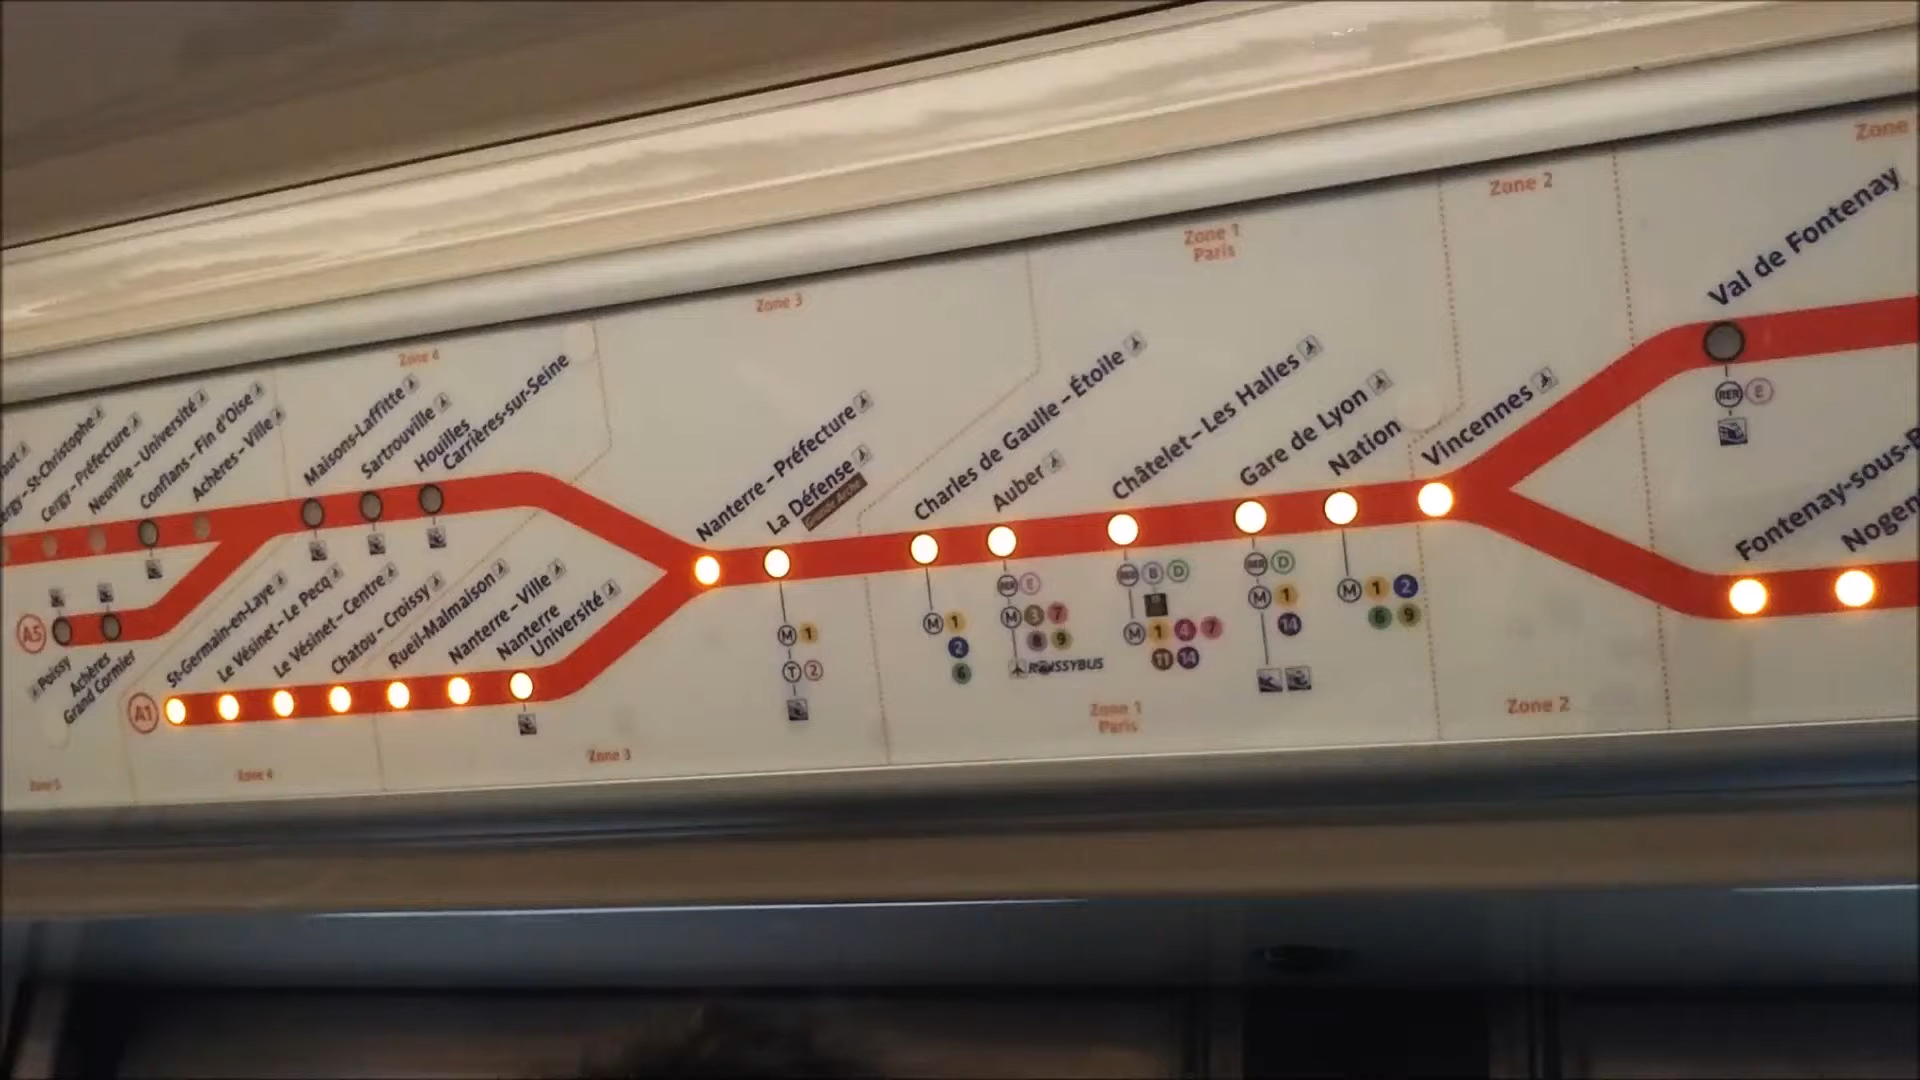 Zone
Zone 2
Zone 1
Paris
Zone 3
Zone 4
Cergy - Préfecture
Neuville - Université
Conflans - Fin d'Oise
Achères - Ville
Maisons-Laffitte
Sartrouville
Houilles
Carrières-sur-Seine
Nanterre - Préfecture
La Défense
Charles de Gaulle - Étoile
Auber
Châtelet - Les Halles
Gare de Lyon
Nation
Vincennes
Val de Fontenay
RER E
Fontenay-sous-
Nogen
A5
Poissy
Achères
Grand Cormier
A1
St-Germain-en-Laye
Le Vésinet - Le Pecq
Le Vésinet - Centre
Chatou - Croissy
Rueil-Malmaison
Nanterre - Ville
Nanterre
Université
M 1
T 2
M 1
2
6
RER E
M 3 7
8 9
ROISSYBUS
RER B D
M 1 4 7
11 14
RER D
M 1
14
M 1 2
6 9
Zone 5
Zone 4
Zone 3
Zone 1
Paris
Zone 2